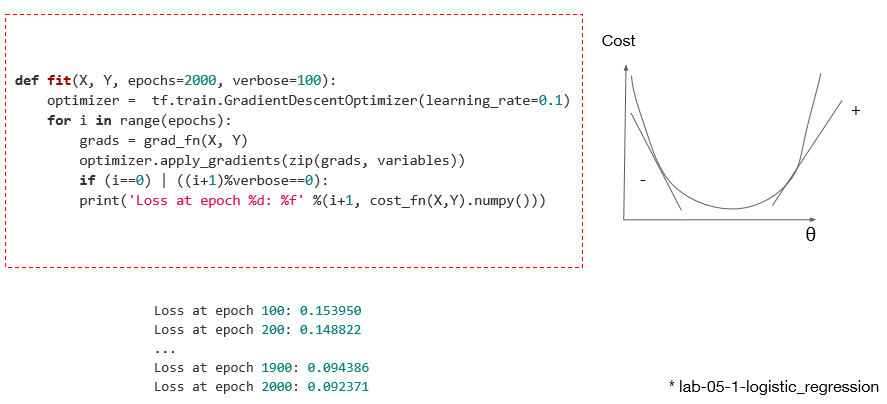 def fit(X, Y, epochs=2000, verbose=100):
    optimizer =  tf.train.GradientDescentOptimizer(learning_rate=0.1)
    for i in range(epochs):
        grads = grad_fn(X, Y)
        optimizer.apply_gradients(zip(grads, variables))
        if (i==0) | ((i+1)%verbose==0):
        print('Loss at epoch %d: %f' %(i+1, cost_fn(X,Y).numpy()))
Cost
+
-
θ
Loss at epoch 100: 0.153950
Loss at epoch 200: 0.148822
...
Loss at epoch 1900: 0.094386
Loss at epoch 2000: 0.092371
* lab-05-1-logistic_regression